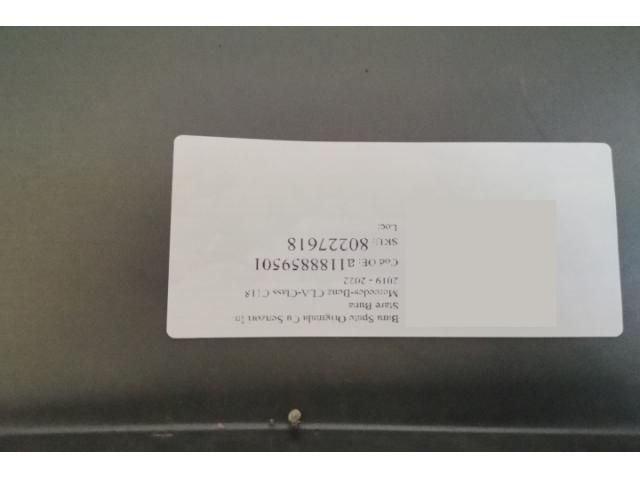 Bara Spate Originala Cu Senzori In
Stare Buna
Mercedes-Benz CLA-Class C118
2019 - 2022
Cod OE: a1188859501
SKU: 80227618
Loc: